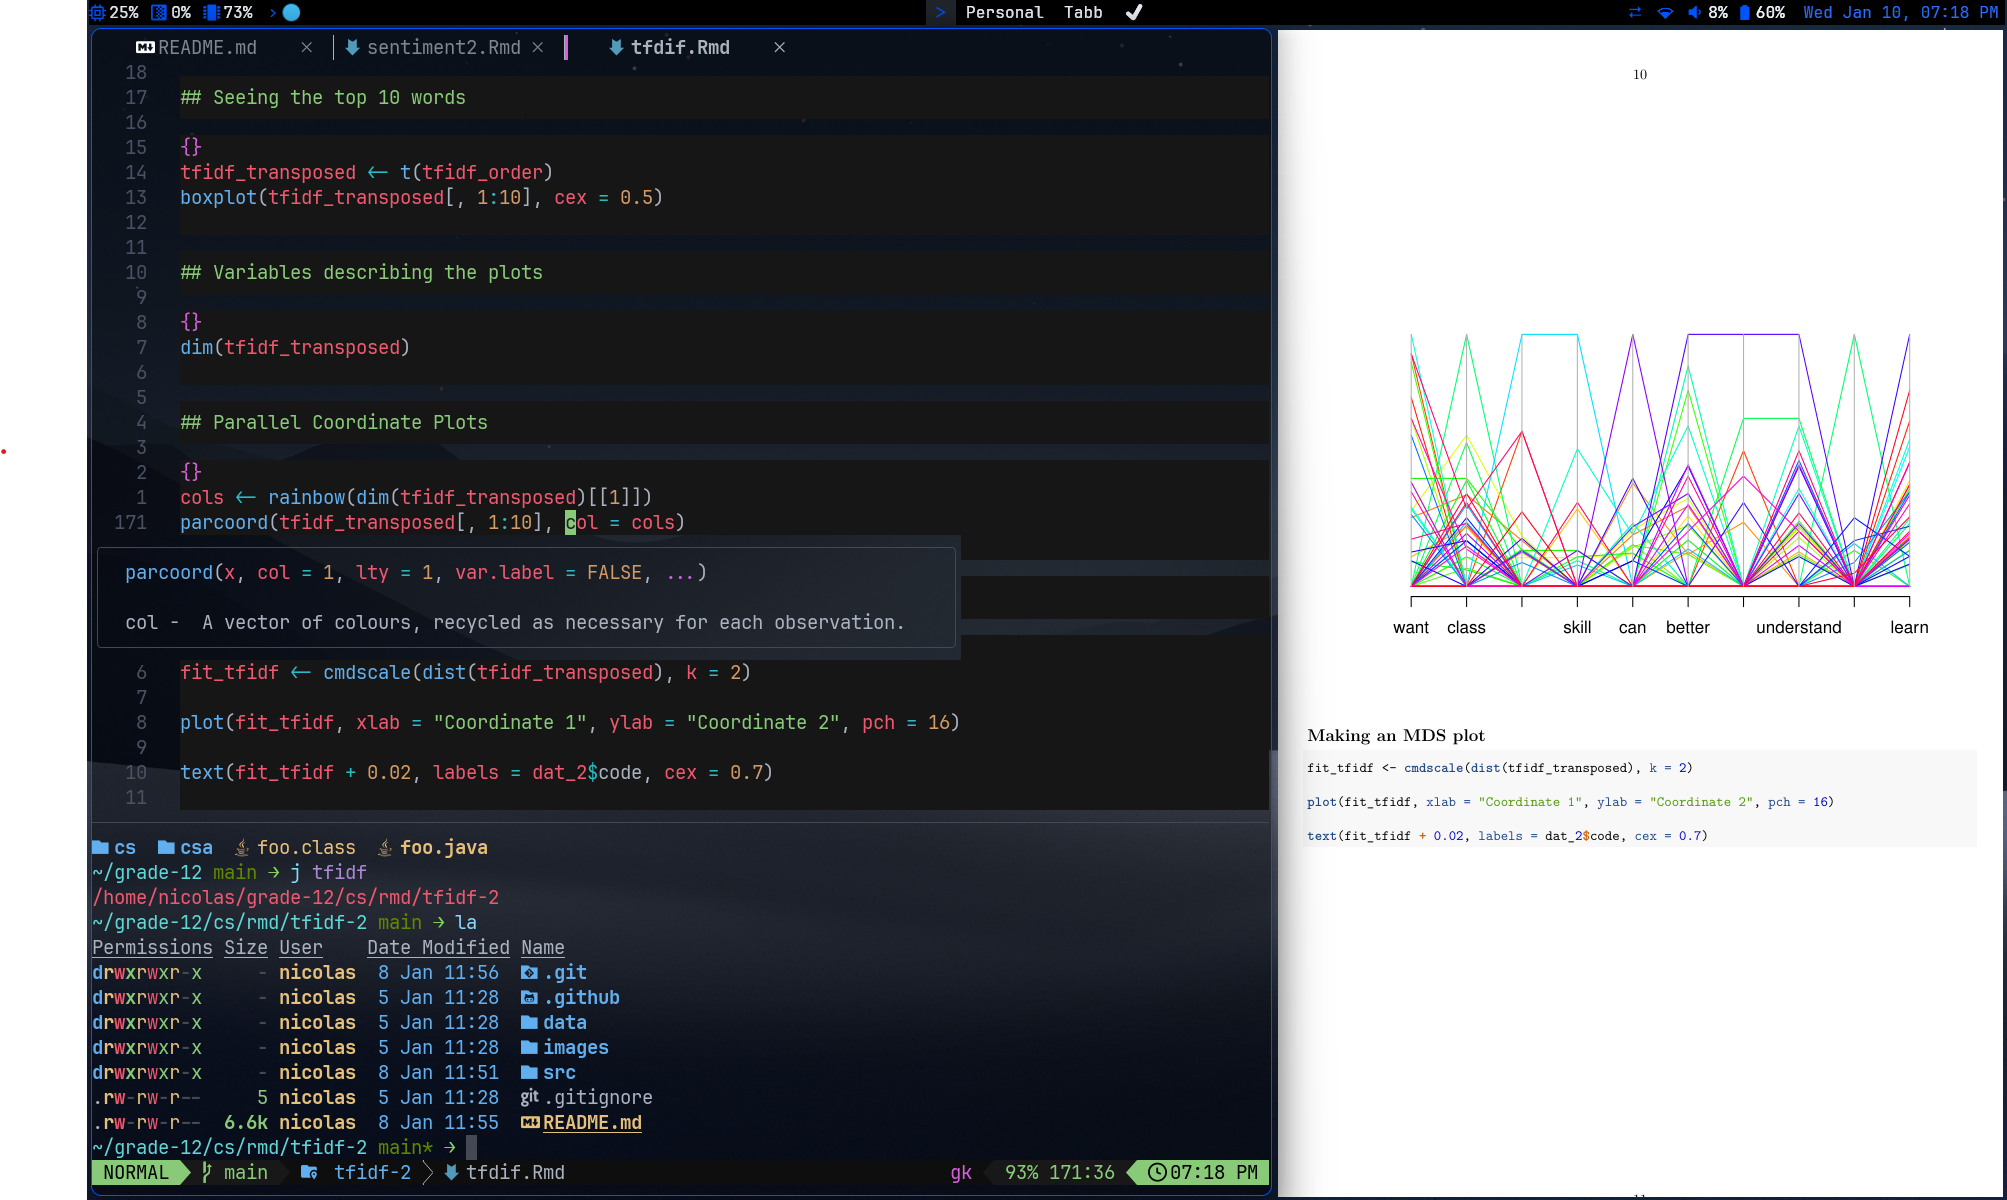 25% 0% 73% >
> Personal Tabb
8% 60% Wed Jan 10, 07:18 PM
README.md × sentiment2.Rmd × tfdif.Rmd ×
18
17 ## Seeing the top 10 words
16
15 {}
14 tfidf_transposed <- t(tfidf_order)
13 boxplot(tfidf_transposed[, 1:10], cex = 0.5)
12
11
10 ## Variables describing the plots
9
8 {}
7 dim(tfidf_transposed)
6
5
4 ## Parallel Coordinate Plots
3
2 {}
1 cols <- rainbow(dim(tfidf_transposed)[[1]])
171 parcoord(tfidf_transposed[, 1:10], col = cols)
parcoord(x, col = 1, lty = 1, var.label = FALSE, ...)
col - A vector of colours, recycled as necessary for each observation.
6 fit_tfidf <- cmdscale(dist(tfidf_transposed), k = 2)
7
8 plot(fit_tfidf, xlab = "Coordinate 1", ylab = "Coordinate 2", pch = 16)
9
10 text(fit_tfidf + 0.02, labels = dat_2$code, cex = 0.7)
11
cs csa foo.class foo.java
~/grade-12 main → j tfidf
/home/nicolas/grade-12/cs/rmd/tfidf-2
~/grade-12/cs/rmd/tfidf-2 main → la
Permissions Size User Date Modified Name
drwxrwxr-x - nicolas 8 Jan 11:56 .git
drwxrwxr-x - nicolas 5 Jan 11:28 .github
drwxrwxr-x - nicolas 5 Jan 11:28 data
drwxrwxr-x - nicolas 5 Jan 11:28 images
drwxrwxr-x - nicolas 8 Jan 11:51 src
.rw-rw-r-- 5 nicolas 5 Jan 11:28 git .gitignore
.rw-rw-r-- 6.6k nicolas 8 Jan 11:55 README.md
~/grade-12/cs/rmd/tfidf-2 main* →
NORMAL main tfidf-2 tfdif.Rmd gk 93% 171:36 07:18 PM
10
want class skill can better understand learn
Making an MDS plot
fit_tfidf <- cmdscale(dist(tfidf_transposed), k = 2)
plot(fit_tfidf, xlab = "Coordinate 1", ylab = "Coordinate 2", pch = 16)
text(fit_tfidf + 0.02, labels = dat_2$code, cex = 0.7)